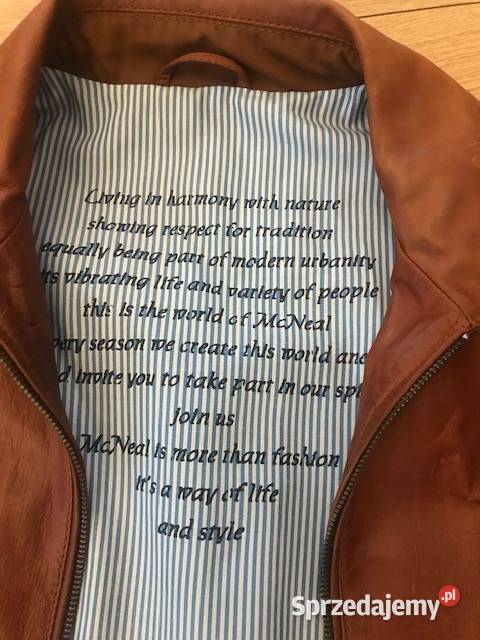 Living in harmony with nature
showing respect for tradition
equally being part of modern urbanity
its vibrating life and variety of people
this is the world of McNeal
season we create this world
invite you to take part in our
join us
McNeal is more than fashion
it's a way of life
and style
Sprzedajemy.pl